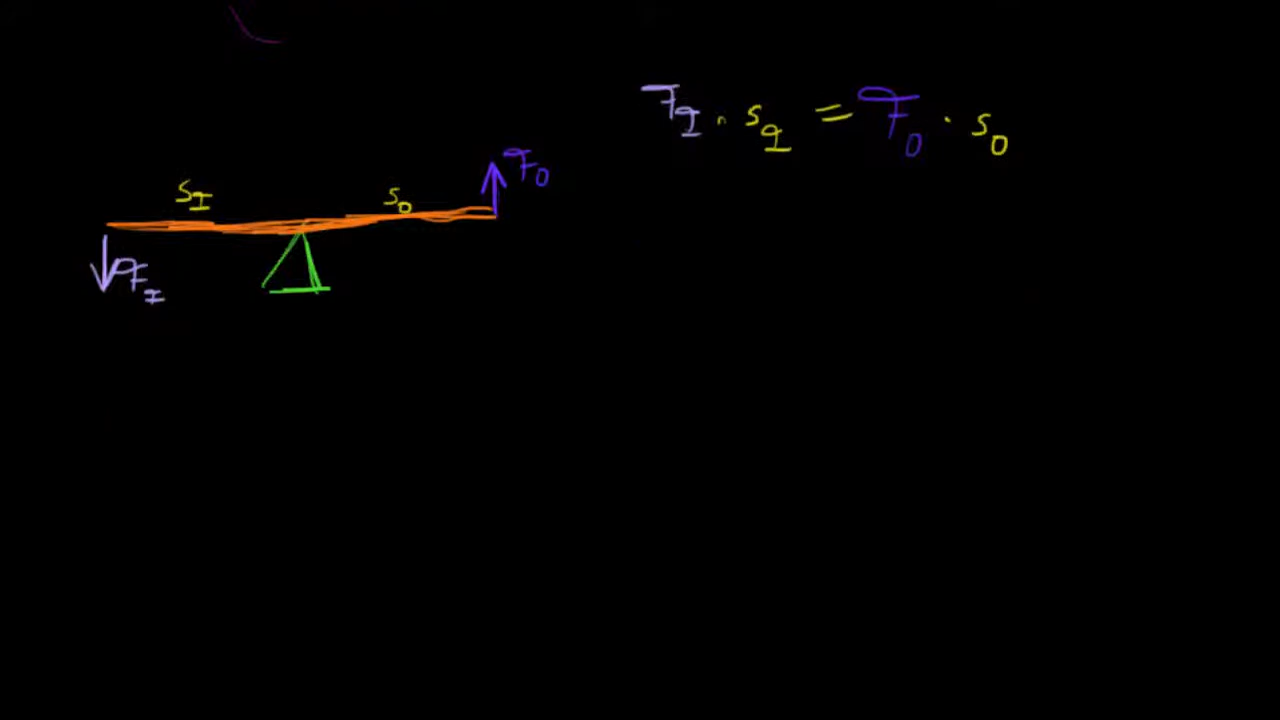 F_I · s_I = F_O · s_O
F_O
s_I s_O
F_I